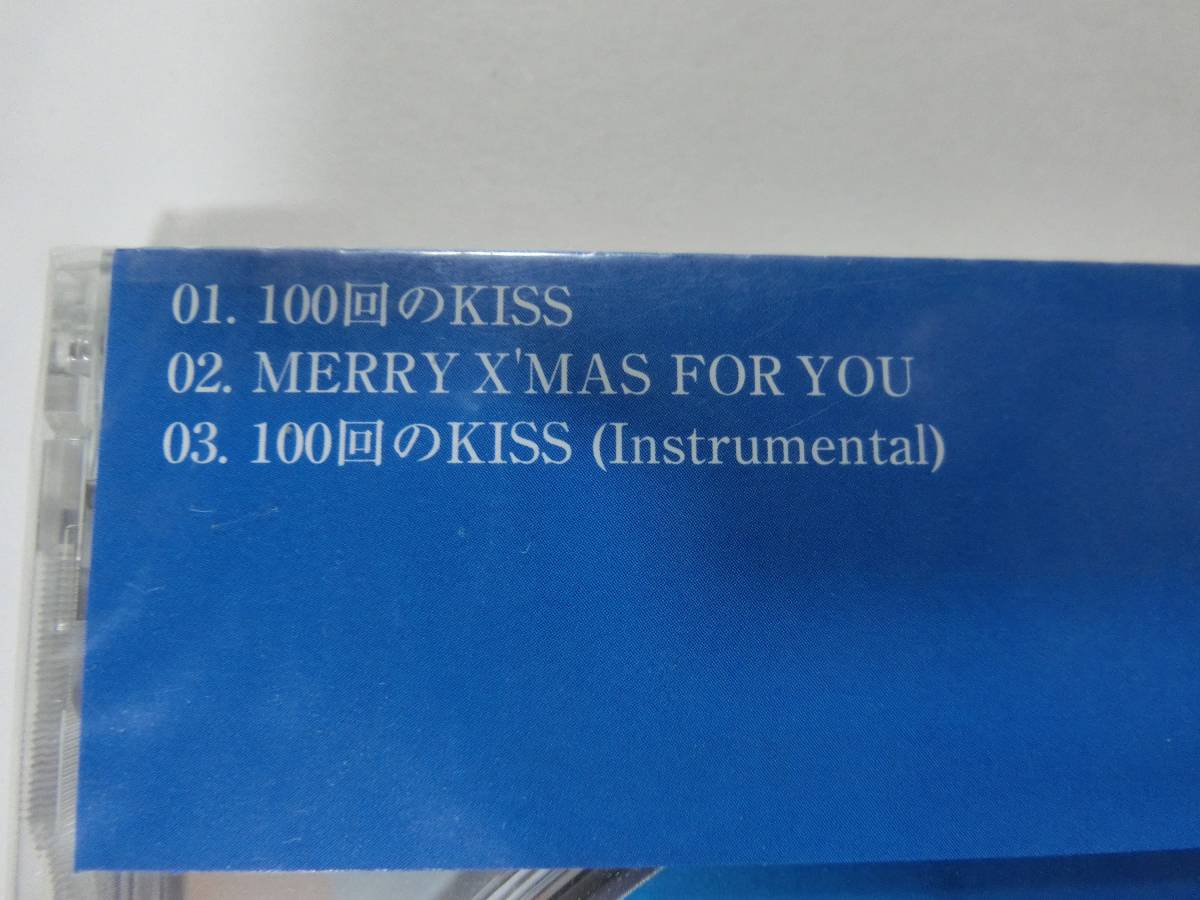 01. 100回のKISS
02. MERRY X'MAS FOR YOU
03. 100回のKISS (Instrumental)